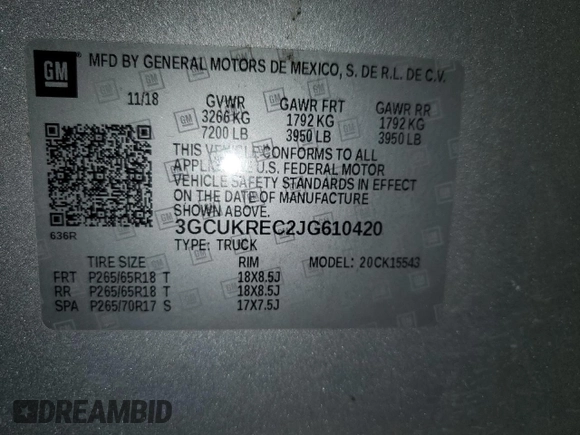 GM ® MFD BY GENERAL MOTORS DE MEXICO, S. DE R.L. DE C.V.
11/18 GVWR GAWR FRT GAWR RR
3266 KG 1792 KG 1792 KG
7200 LB 3950 LB 3950 LB
THIS VEHICLE CONFORMS TO ALL
APPLICABLE U.S. FEDERAL MOTOR
VEHICLE SAFETY STANDARDS IN EFFECT
ON THE DATE OF MANUFACTURE
SHOWN ABOVE.
636R
3GCUKREC2JG610420
TYPE: TRUCK
TIRE SIZE RIM MODEL: 20CK15543
FRT P265/65R18 T 18X8.5J
RR P265/65R18 T 18X8.5J
SPA P265/70R17 S 17X7.5J
DREAMBID